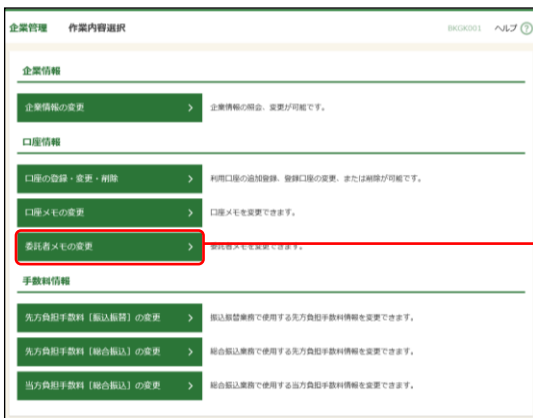 企業管理 作業内容選択 BKGK001 ヘルプ ?
企業情報
企業情報の変更 企業情報の照会、変更が可能です。
口座情報
口座の登録・変更・削除 利用口座の追加登録、登録口座の変更、または削除が可能です。
口座メモの変更 口座メモを変更できます。
委託者メモの変更 委託者メモを変更できます。
手数料情報
先方負担手数料［振込振替］の変更 振込振替業務で使用する先方負担手数料情報を変更できます。
先方負担手数料［総合振込］の変更 総合振込業務で使用する先方負担手数料情報を変更できます。
当方負担手数料［総合振込］の変更 総合振込業務で使用する当方負担手数料情報を変更できます。